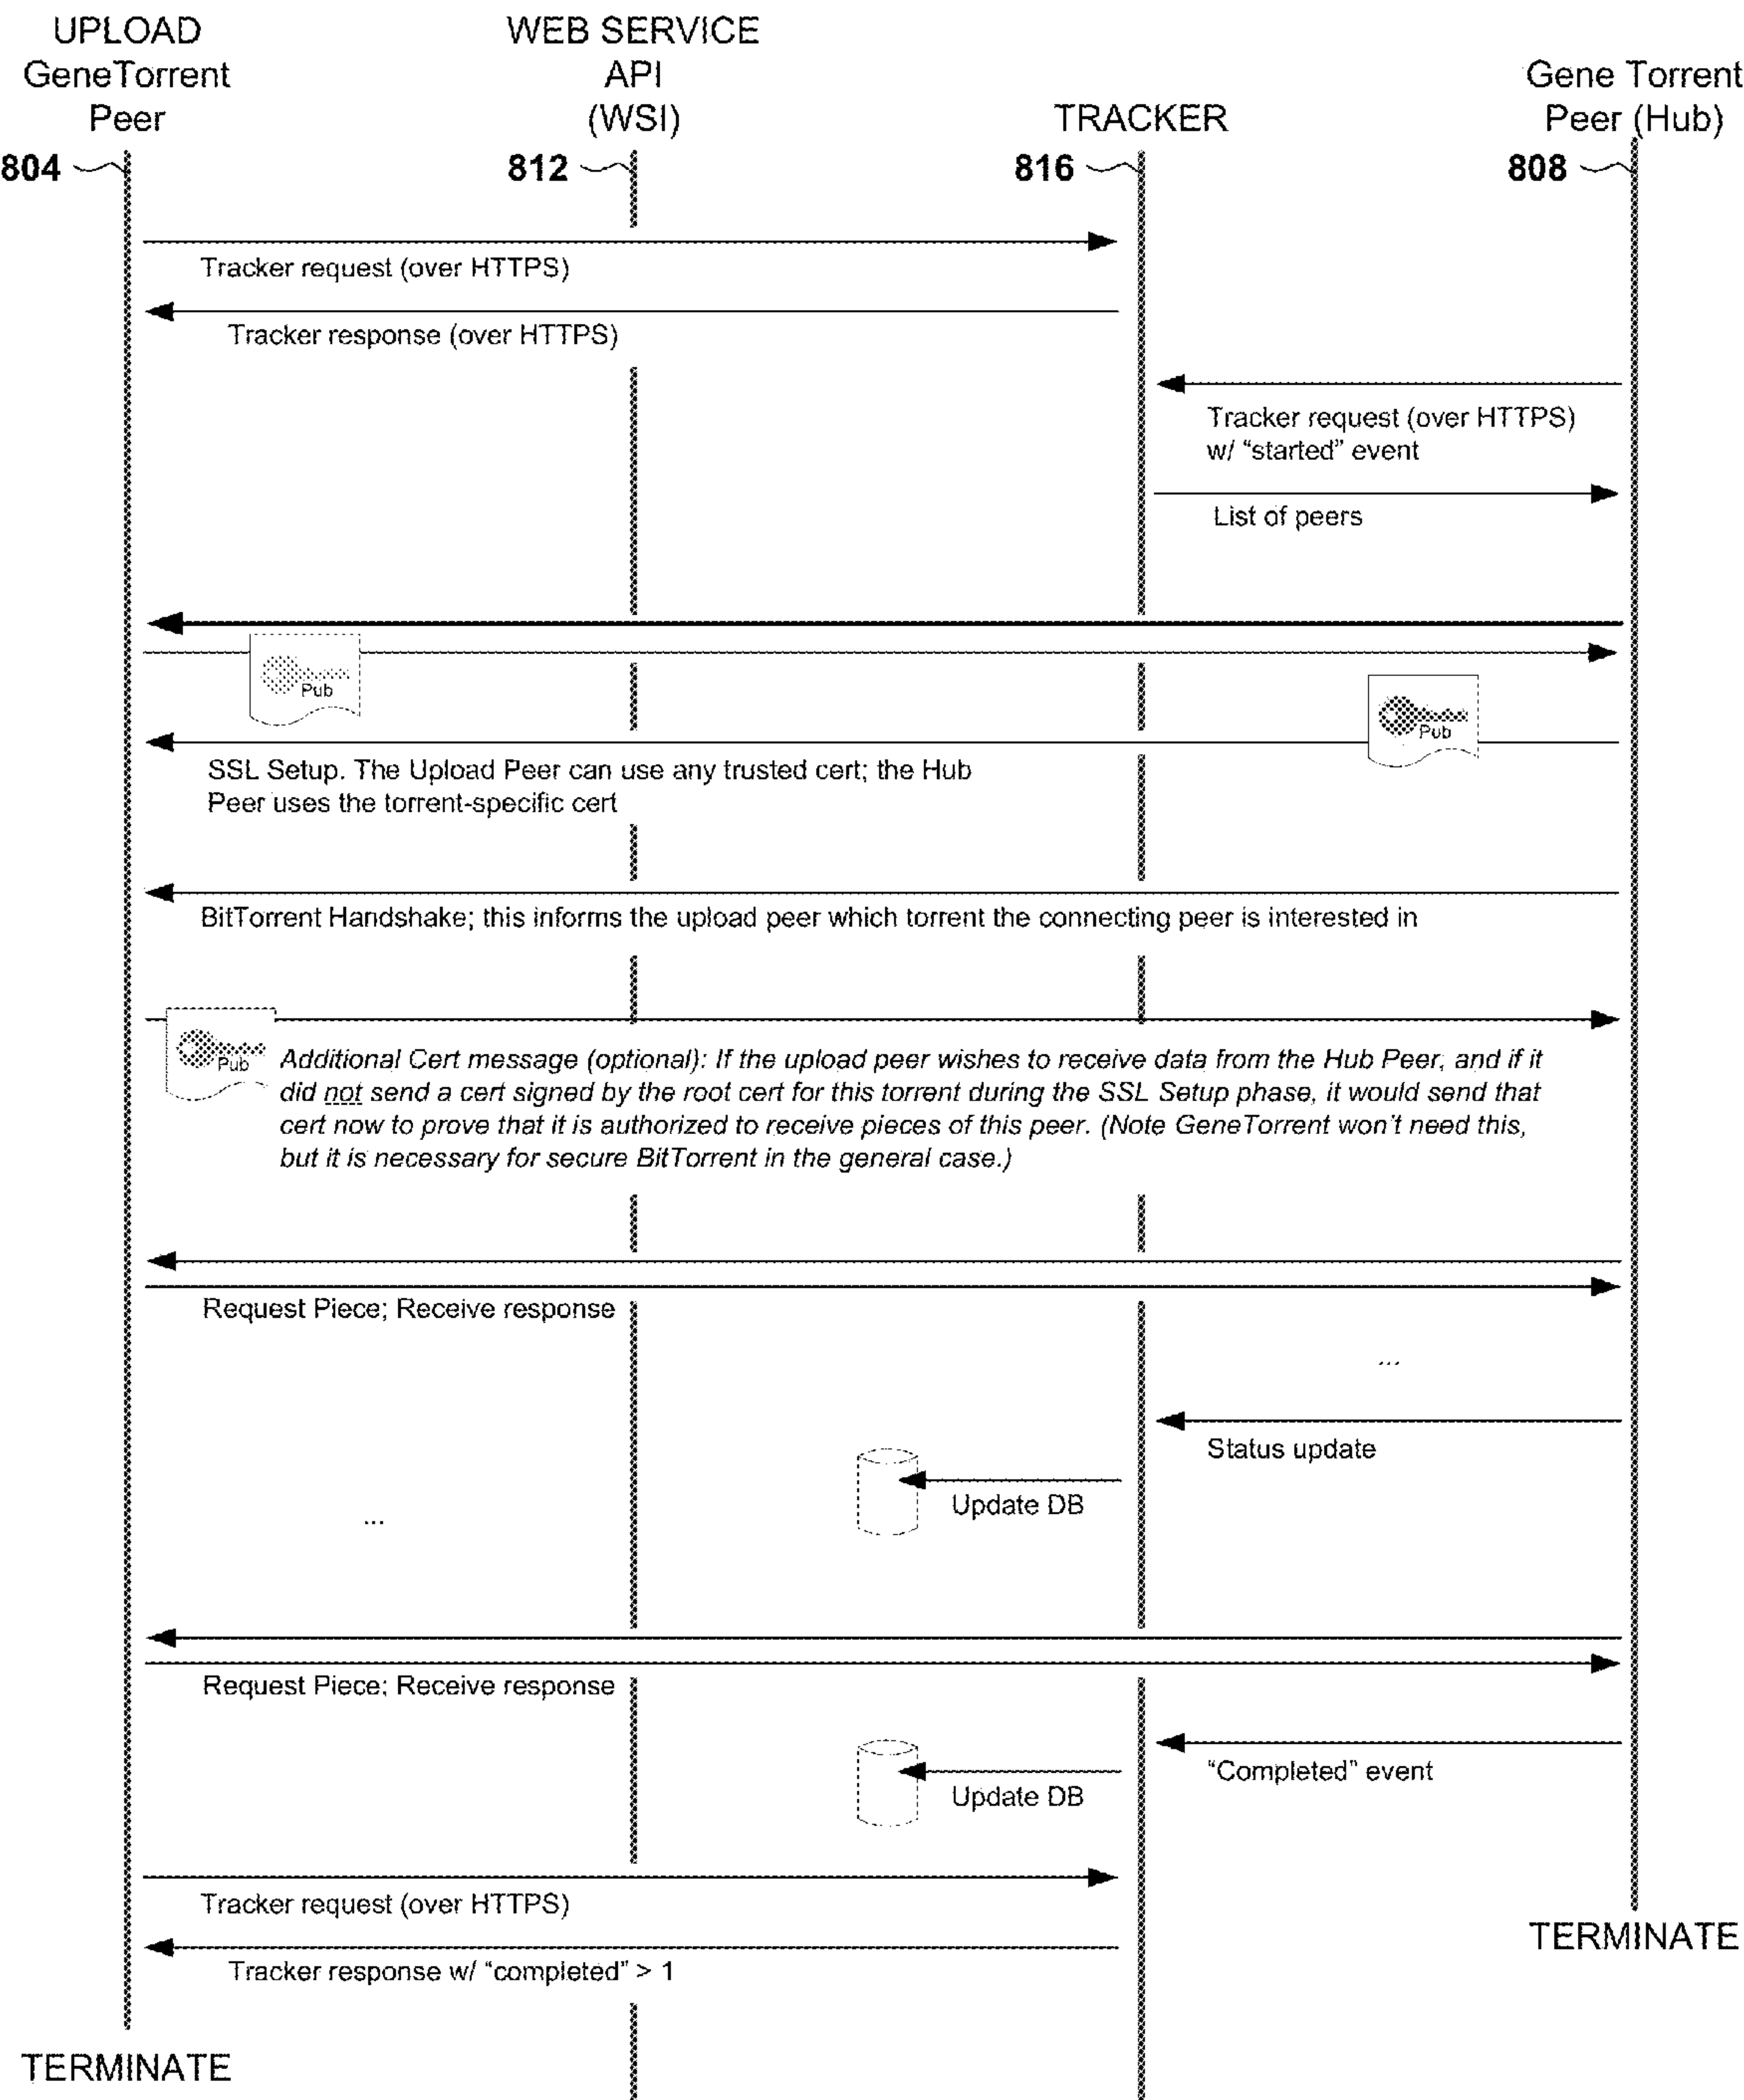 UPLOAD
GeneTorrent
Peer
WEB SERVICE
API
(WSI)
TRACKER
Gene Torrent
Peer (Hub)
804
812
816
808
Tracker request (over HTTPS)
Tracker response (over HTTPS)
Tracker request (over HTTPS)
w/ “started” event
List of peers
Pub
Pub
SSL Setup. The Upload Peer can use any trusted cert; the Hub
Peer uses the torrent-specific cert
BitTorrent Handshake; this informs the upload peer which torrent the connecting peer is interested in
Pub
Additional Cert message (optional): If the upload peer wishes to receive data from the Hub Peer, and if it
did not send a cert signed by the root cert for this torrent during the SSL Setup phase, it would send that
cert now to prove that it is authorized to receive pieces of this peer. (Note GeneTorrent won't need this,
but it is necessary for secure BitTorrent in the general case.)
Request Piece; Receive response
...
Status update
Update DB
...
Request Piece; Receive response
“Completed” event
Update DB
Tracker request (over HTTPS)
TERMINATE
Tracker response w/ “completed” > 1
TERMINATE